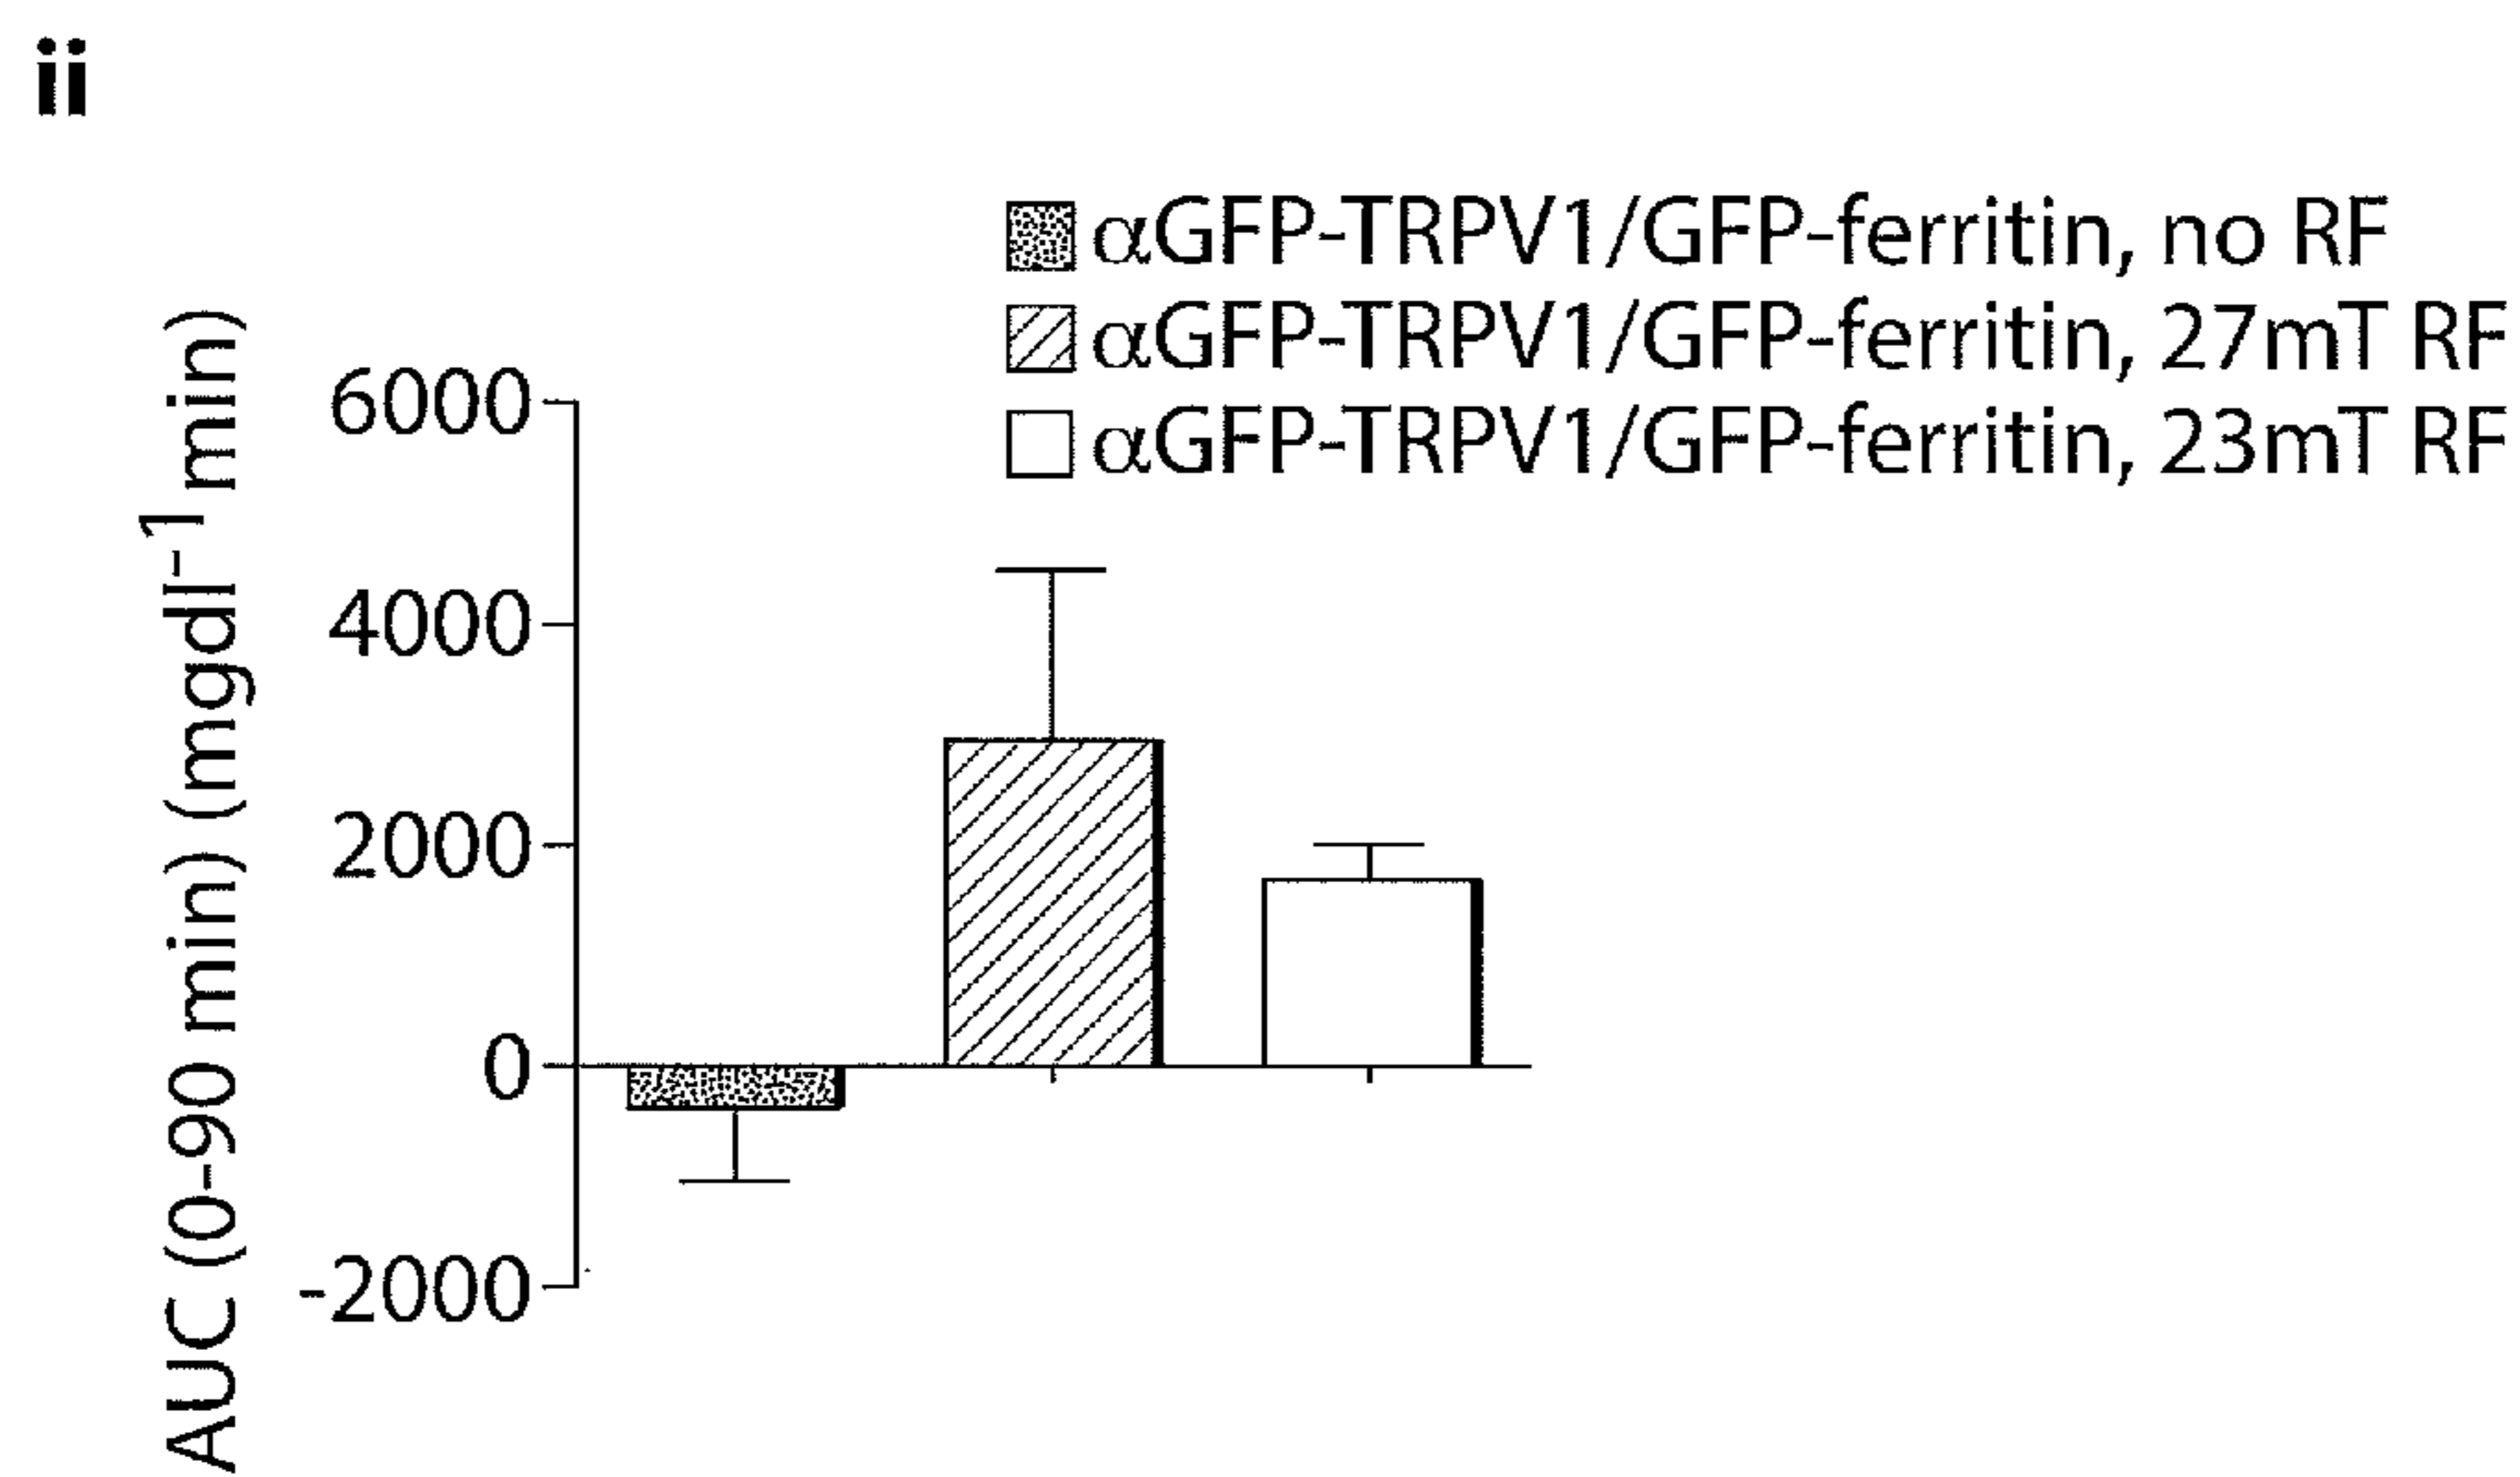 ii
αGFP-TRPV1/GFP-ferritin, no RF
αGFP-TRPV1/GFP-ferritin, 27mT RF
αGFP-TRPV1/GFP-ferritin, 23mT RF
AUC (0-90 min) (mgdl⁻¹min)
6000
4000
2000
0
-2000